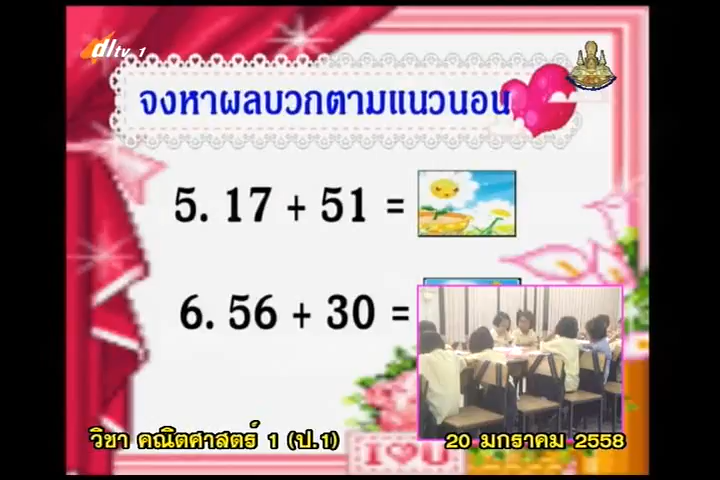 dltv 1
จงหาผลบวกตามแนวนอน
5. 17 + 51 =
6. 56 + 30 =
วิชา คณิตศาสตร์ 1 (ป.1)
20 มกราคม 2558
I ♥ U